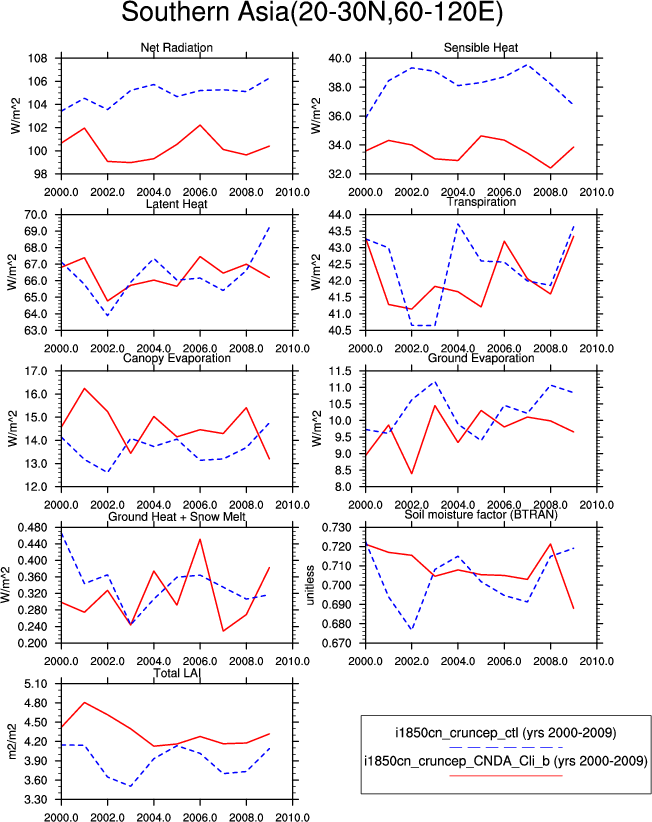 Southern Asia(20-30N,60-120E)
Net Radiation
Sensible Heat
108
106
104
102
100
98
W/m^2
2000.0 2002.0 2004.0 2006.0 2008.0 2010.0
40.0
38.0
36.0
34.0
32.0
W/m^2
2000.0 2002.0 2004.0 2006.0 2008.0 2010.0
Latent Heat
Transpiration
70.0
69.0
68.0
67.0
66.0
65.0
64.0
63.0
W/m^2
2000.0 2002.0 2004.0 2006.0 2008.0 2010.0
44.0
43.5
43.0
42.5
42.0
41.5
41.0
40.5
W/m^2
2000.0 2002.0 2004.0 2006.0 2008.0 2010.0
Canopy Evaporation
Ground Evaporation
17.0
16.0
15.0
14.0
13.0
12.0
W/m^2
2000.0 2002.0 2004.0 2006.0 2008.0 2010.0
11.5
11.0
10.5
10.0
9.5
9.0
8.5
8.0
W/m^2
2000.0 2002.0 2004.0 2006.0 2008.0 2010.0
Ground Heat + Snow Melt
Soil moisture factor (BTRAN)
0.480
0.440
0.400
0.360
0.320
0.280
0.240
0.200
W/m^2
2000.0 2002.0 2004.0 2006.0 2008.0 2010.0
0.730
0.720
0.710
0.700
0.690
0.680
0.670
unitless
2000.0 2002.0 2004.0 2006.0 2008.0 2010.0
Total LAI
5.10
4.80
4.50
4.20
3.90
3.60
3.30
m2/m2
2000.0 2002.0 2004.0 2006.0 2008.0 2010.0
i1850cn_cruncep_ctl (yrs 2000-2009)
i1850cn_cruncep_CNDA_Cli_b (yrs 2000-2009)